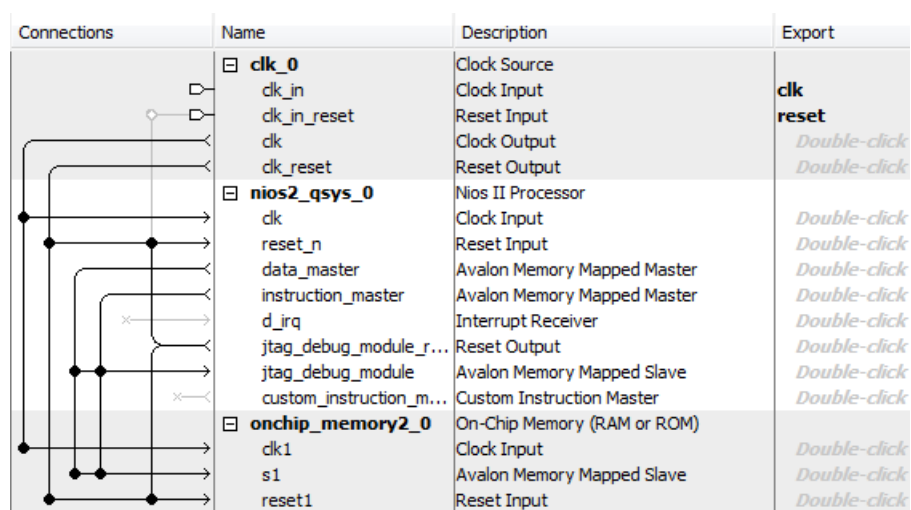 Connections Name Description Export
clk_0 Clock Source
clk_in Clock Input clk
clk_in_reset Reset Input reset
clk Clock Output Double-click
clk_reset Reset Output Double-click
nios2_qsys_0 Nios II Processor
clk Clock Input Double-click
reset_n Reset Input Double-click
data_master Avalon Memory Mapped Master Double-click
instruction_master Avalon Memory Mapped Master Double-click
d_irq Interrupt Receiver Double-click
jtag_debug_module_r... Reset Output Double-click
jtag_debug_module Avalon Memory Mapped Slave Double-click
custom_instruction_m... Custom Instruction Master Double-click
onchip_memory2_0 On-Chip Memory (RAM or ROM)
clk1 Clock Input Double-click
s1 Avalon Memory Mapped Slave Double-click
reset1 Reset Input Double-click